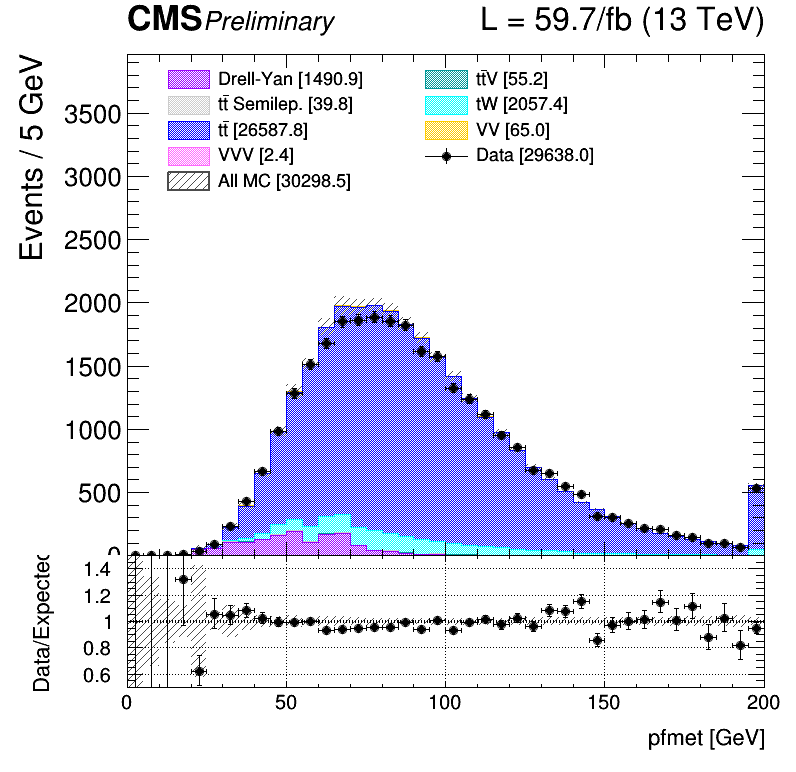 CMS Preliminary L = 59.7/fb (13 TeV)
Events / 5 GeV
Drell-Yan [1490.9]
tt̄ Semilep. [39.8]
tt̄ [26587.8]
VVV [2.4]
All MC [30298.5]
tt̄V [55.2]
tW [2057.4]
VV [65.0]
Data [29638.0]
3500
3000
2500
2000
1500
1000
500
0
Data/Expected
1.4
1.2
1
0.8
0.6
0 50 100 150 200
pfmet [GeV]